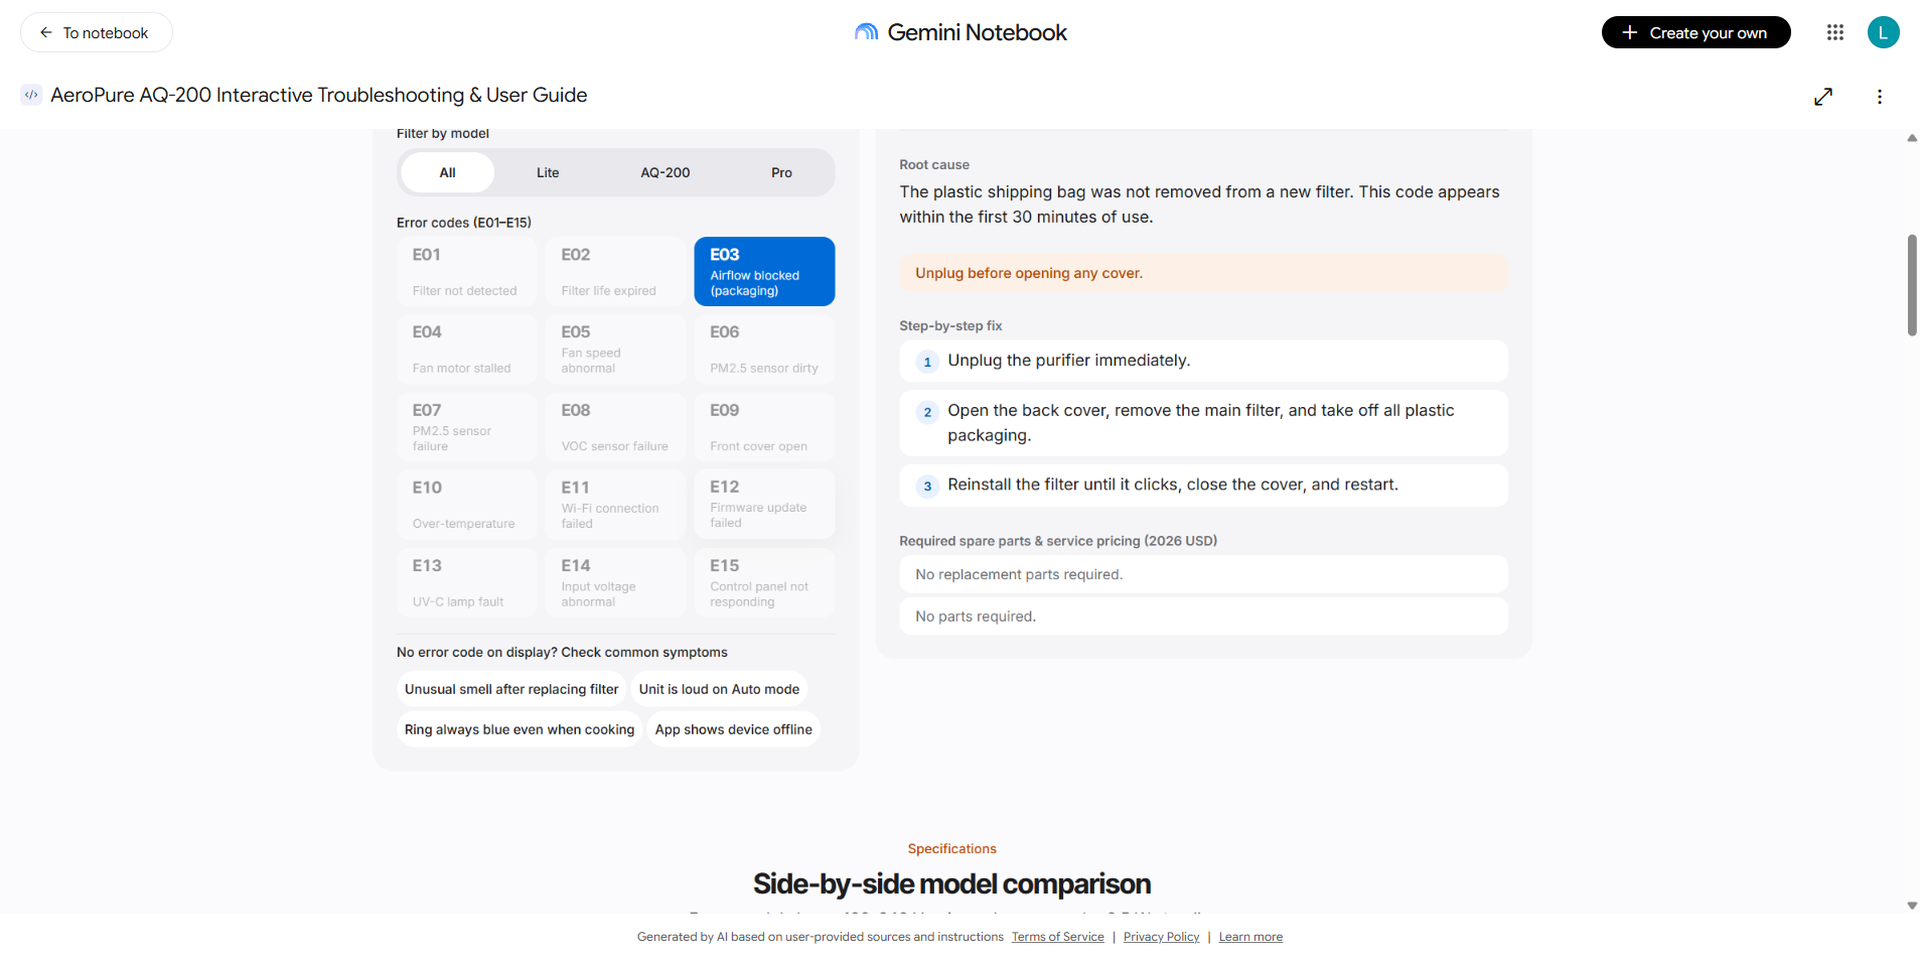 To notebook
Gemini Notebook
Create your own
L
</> AeroPure AQ-200 Interactive Troubleshooting & User Guide
Filter by model
All
Lite
AQ-200
Pro
Error codes (E01–E15)
E01
Filter not detected
E02
Filter life expired
E03
Airflow blocked
(packaging)
E04
Fan motor stalled
E05
Fan speed
abnormal
E06
PM2.5 sensor dirty
E07
PM2.5 sensor
failure
E08
VOC sensor failure
E09
Front cover open
E10
Over-temperature
E11
Wi-Fi connection
failed
E12
Firmware update
failed
E13
UV-C lamp fault
E14
Input voltage
abnormal
E15
Control panel not
responding
No error code on display? Check common symptoms
Unusual smell after replacing filter
Unit is loud on Auto mode
Ring always blue even when cooking
App shows device offline
Root cause
The plastic shipping bag was not removed from a new filter. This code appears
within the first 30 minutes of use.
Unplug before opening any cover.
Step-by-step fix
1 Unplug the purifier immediately.
2 Open the back cover, remove the main filter, and take off all plastic
packaging.
3 Reinstall the filter until it clicks, close the cover, and restart.
Required spare parts & service pricing (2026 USD)
No replacement parts required.
No parts required.
Specifications
Side-by-side model comparison
Generated by AI based on user-provided sources and instructions Terms of Service | Privacy Policy | Learn more